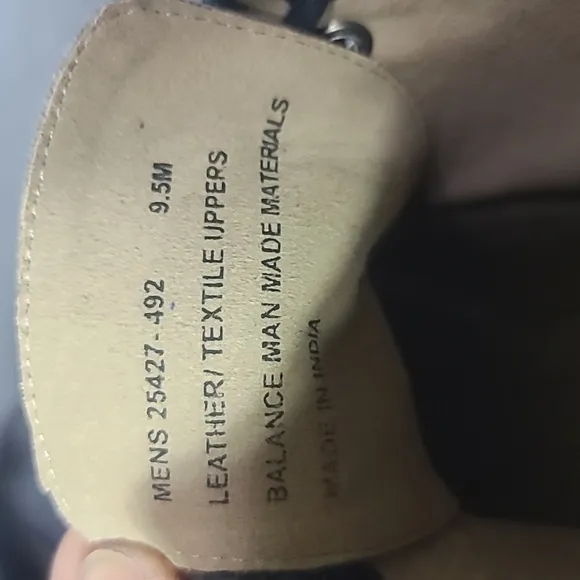 MENS 25427-492 9.5M
LEATHER/ TEXTILE UPPERS
BALANCE MAN MADE MATERIALS
MADE IN INDIA